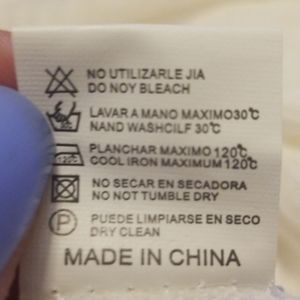 NO UTILIZARLE JIA
DO NOY BLEACH
LAVAR A MANO MAXIMO30℃
NAND WASHCILF 30℃
PLANCHAR MAXIMO 120℃
120℃
COOL IRON MAXIMUM 120℃
NO SECAR EN SECADORA
NO NOT TUMBLE DRY
P
PUEDE LIMPIARSE EN SECO
DRY CLEAN
MADE IN CHINA